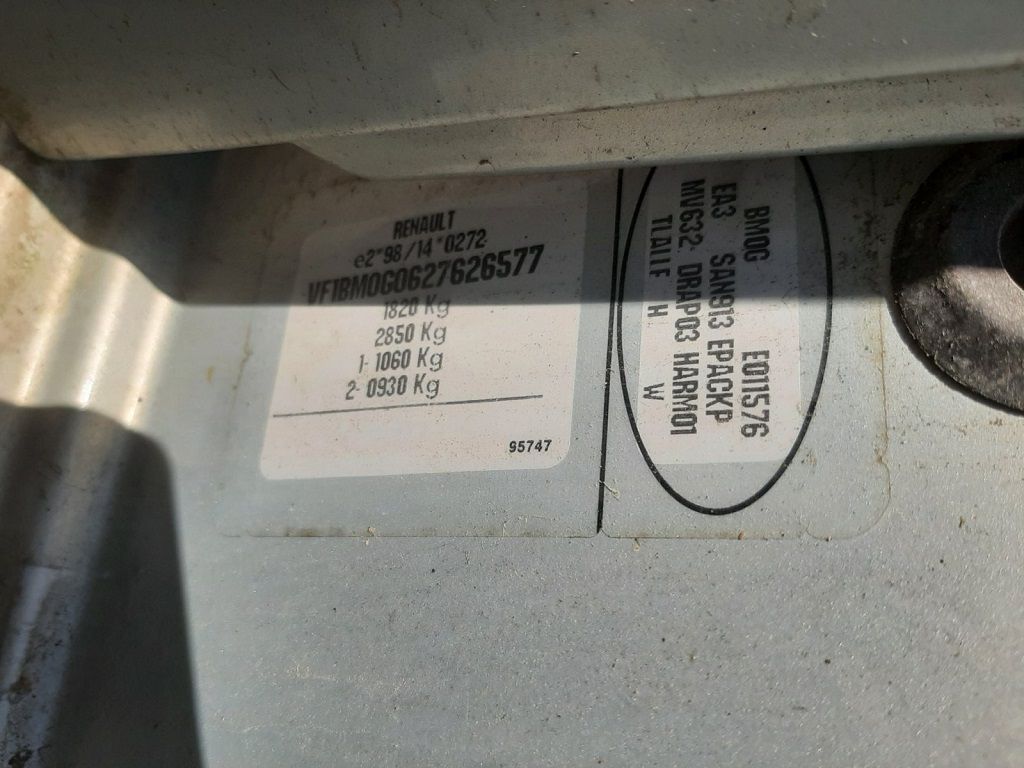 RENAULT
e2*98/14*0272
VF1BM0G0627626577
1820 Kg
2850 Kg
1- 1060 Kg
2- 0930 Kg
95747
BM0G E011576
EA3 SAN913 EPACKP
MV632 DRAP03 HARM01
TLAILF H W